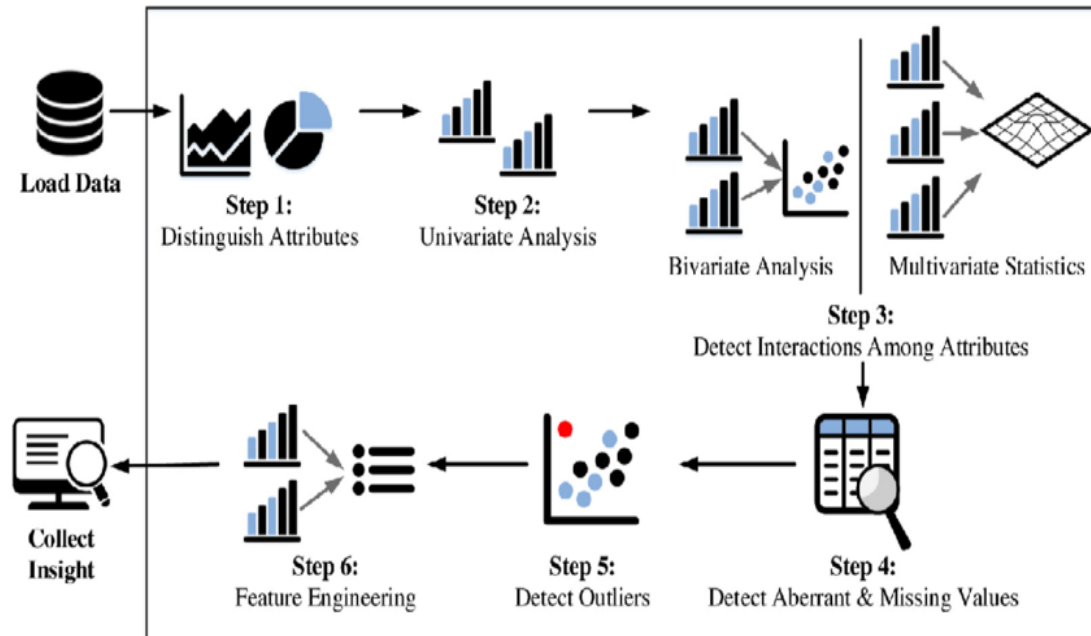 Load Data
Step 1:
Distinguish Attributes
Step 2:
Univariate Analysis
Bivariate Analysis
Multivariate Statistics
Step 3:
Detect Interactions Among Attributes
Step 4:
Detect Aberrant & Missing Values
Step 5:
Detect Outliers
Step 6:
Feature Engineering
Collect
Insight